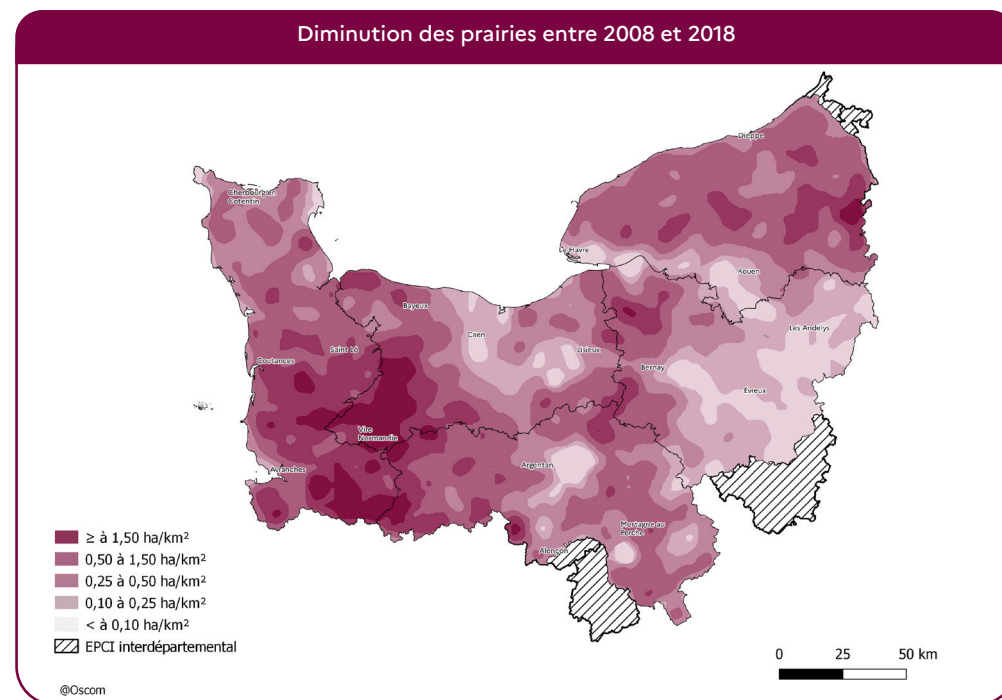 Diminution des prairies entre 2008 et 2018
Dieppe
Cherbourg en
Cotentin
Le Havre
Rouen
Bayeux
Caen
Les Andelys
Saint Lô
Lisieux
Coutances
Bernay
Evreux
Vire
Normandie
Argentan
Avranches
Mortagne au
Perche
Alençon
≥ à 1,50 ha/km²
0,50 à 1,50 ha/km²
0,25 à 0,50 ha/km²
0,10 à 0,25 ha/km²
< à 0,10 ha/km²
EPCI interdépartemental
0 25 50 km
@Oscom